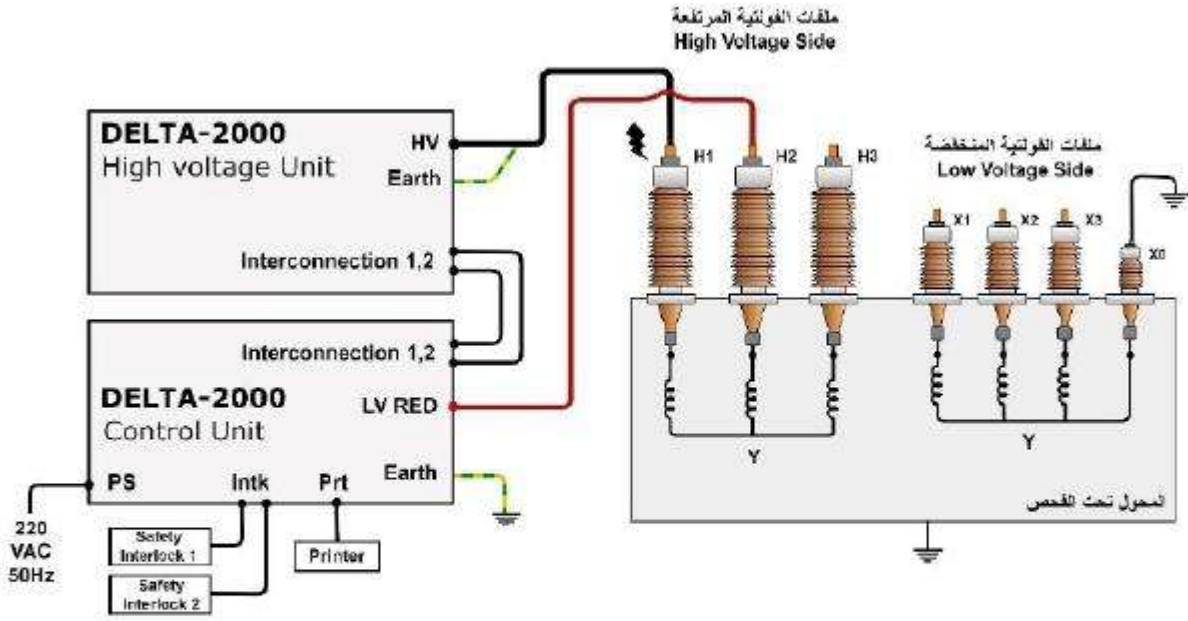 ملفات الفولتية المرتفعة
High Voltage Side
DELTA-2000
High voltage Unit
HV
Earth
Interconnection 1,2
H1
H2
H3
ملفات الفولتية المنخفضة
Low Voltage Side
X1
X2
X3
X0
Interconnection 1,2
DELTA-2000
Control Unit
LV RED
Earth
PS
Intk
Prt
Y
Y
المحول تحت الفحص
220
VAC
50Hz
Safety
Interlock 1
Printer
Safety
Interlock 2